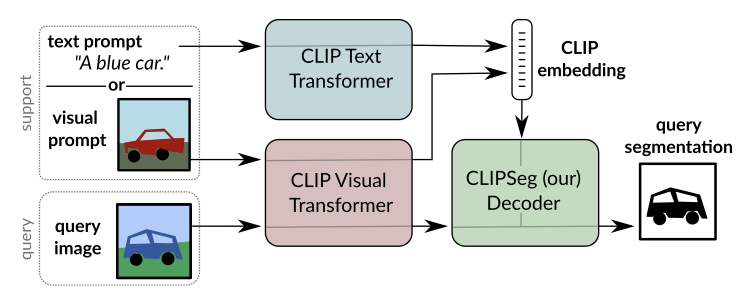 support
text prompt
"A blue car."
or
visual
prompt
query
query
image
CLIP Text
Transformer
CLIP Visual
Transformer
CLIP
embedding
CLIPSeg (our)
Decoder
query
segmentation